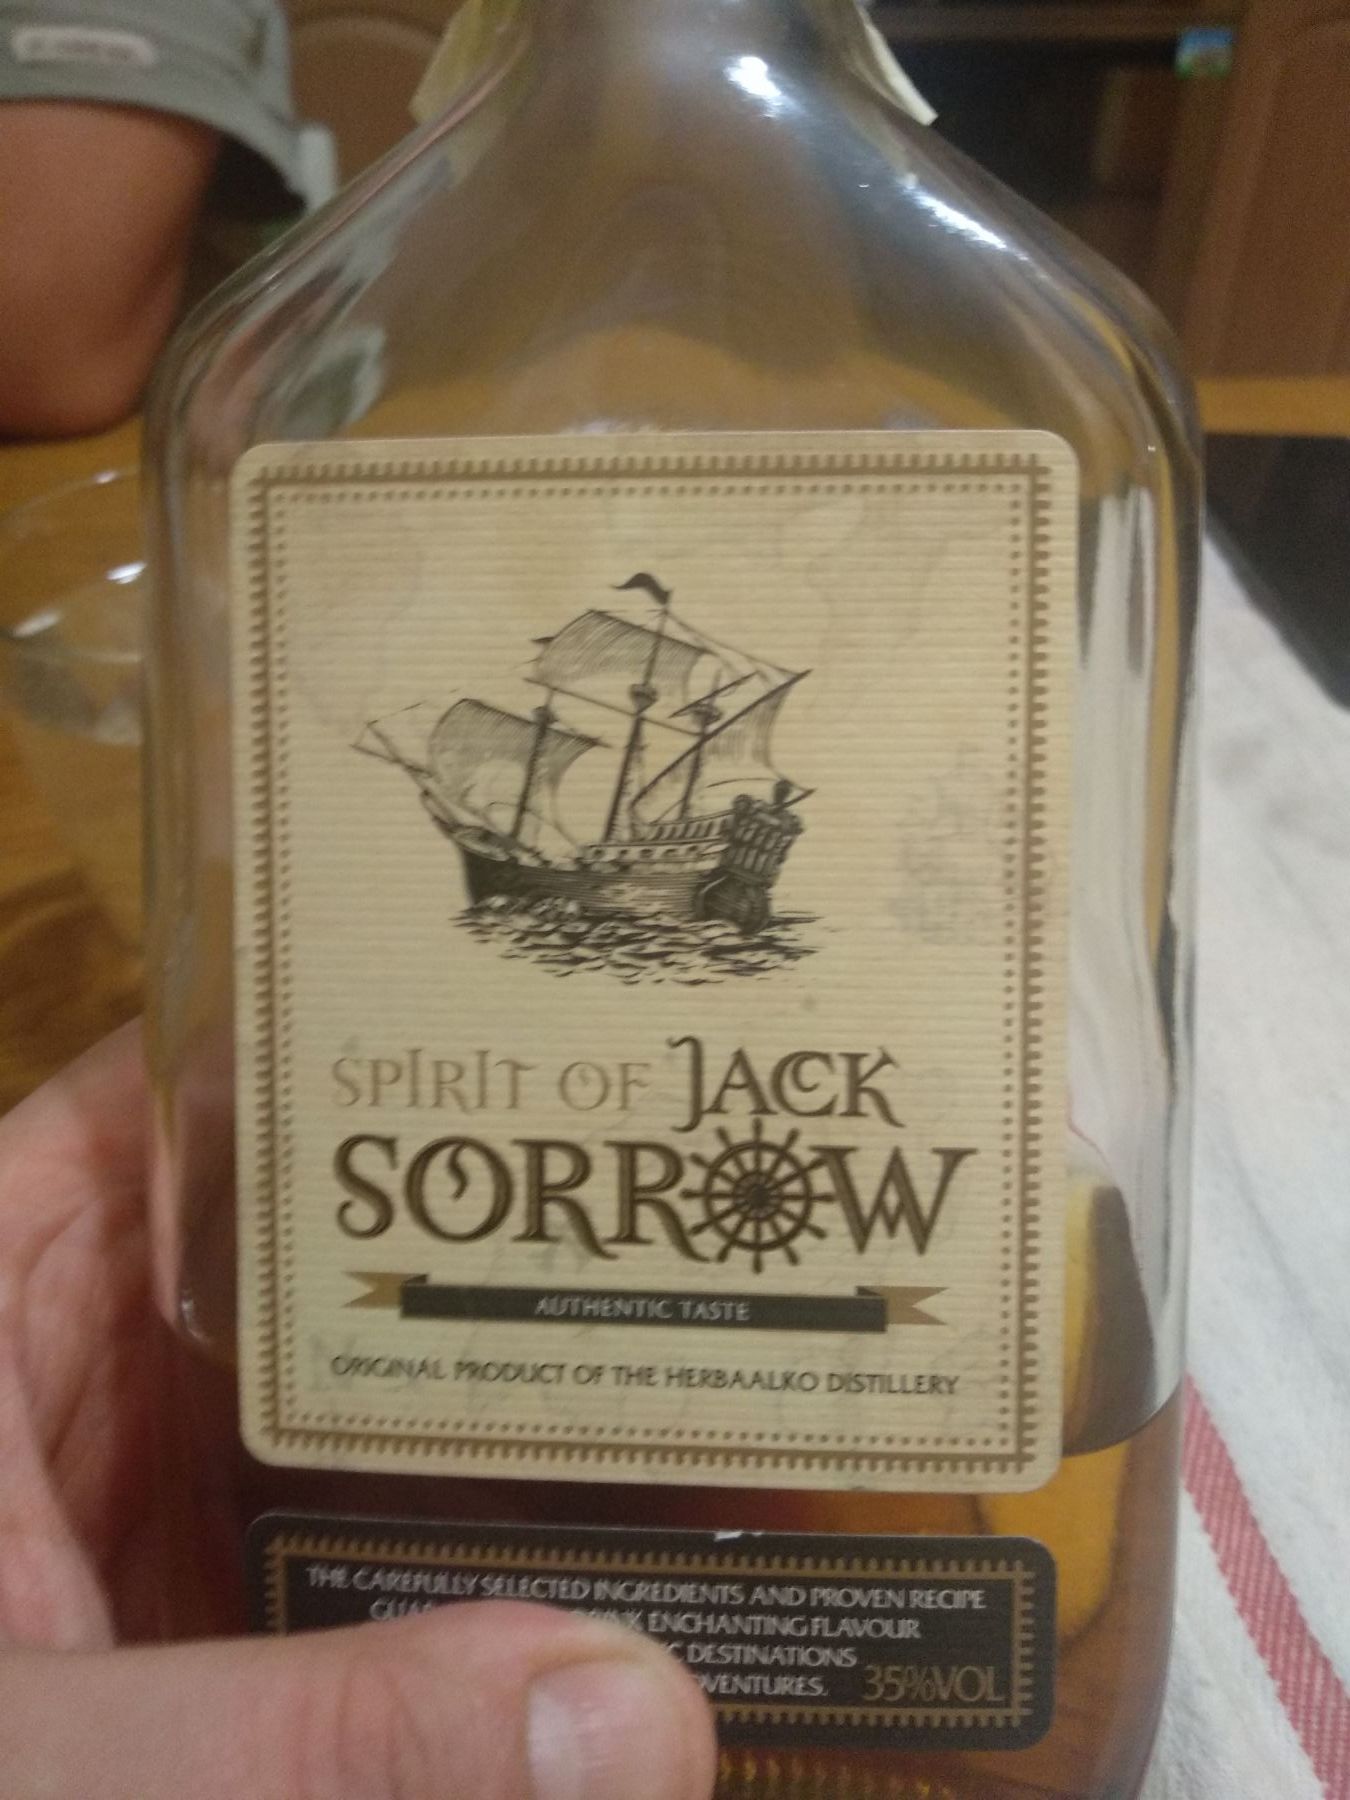 SPIRIT OF JACK
SORROW
AUTHENTIC TASTE
ORIGINAL PRODUCT OF THE HERBAALKO DISTILLERY
THE CAREFULLY SELECTED INGREDIENTS AND PROVEN RECIPE
ENCHANTING FLAVOUR
DESTINATIONS
35%VOL